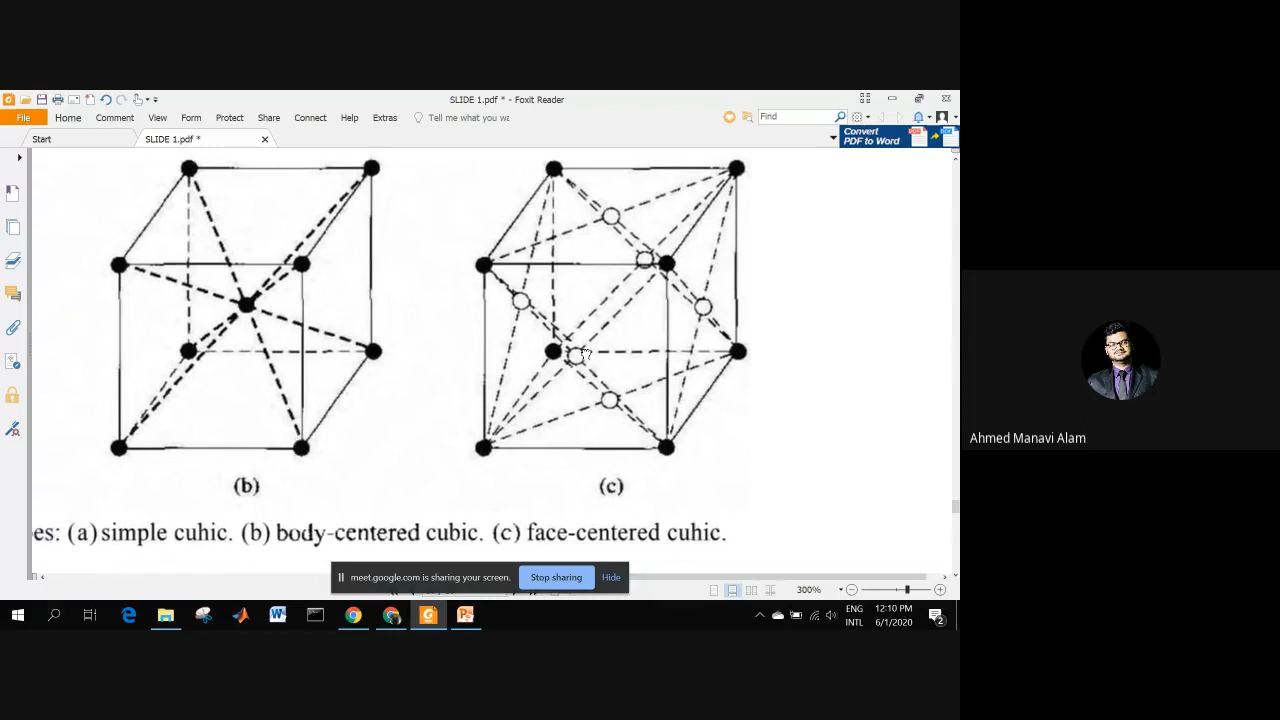 SLIDE 1.pdf * - Foxit Reader
File Home Comment View Form Protect Share Connect Help Extras Tell me what you wa Find
Start SLIDE 1.pdf *
Convert
PDF to Word
(b) (c)
es: (a) simple cuhic. (b) body-centered cubic. (c) face-centered cuhic.
meet.google.com is sharing your screen. Stop sharing Hide
300%
ENG 12:10 PM
INTL 6/1/2020
2
Ahmed Manavi Alam